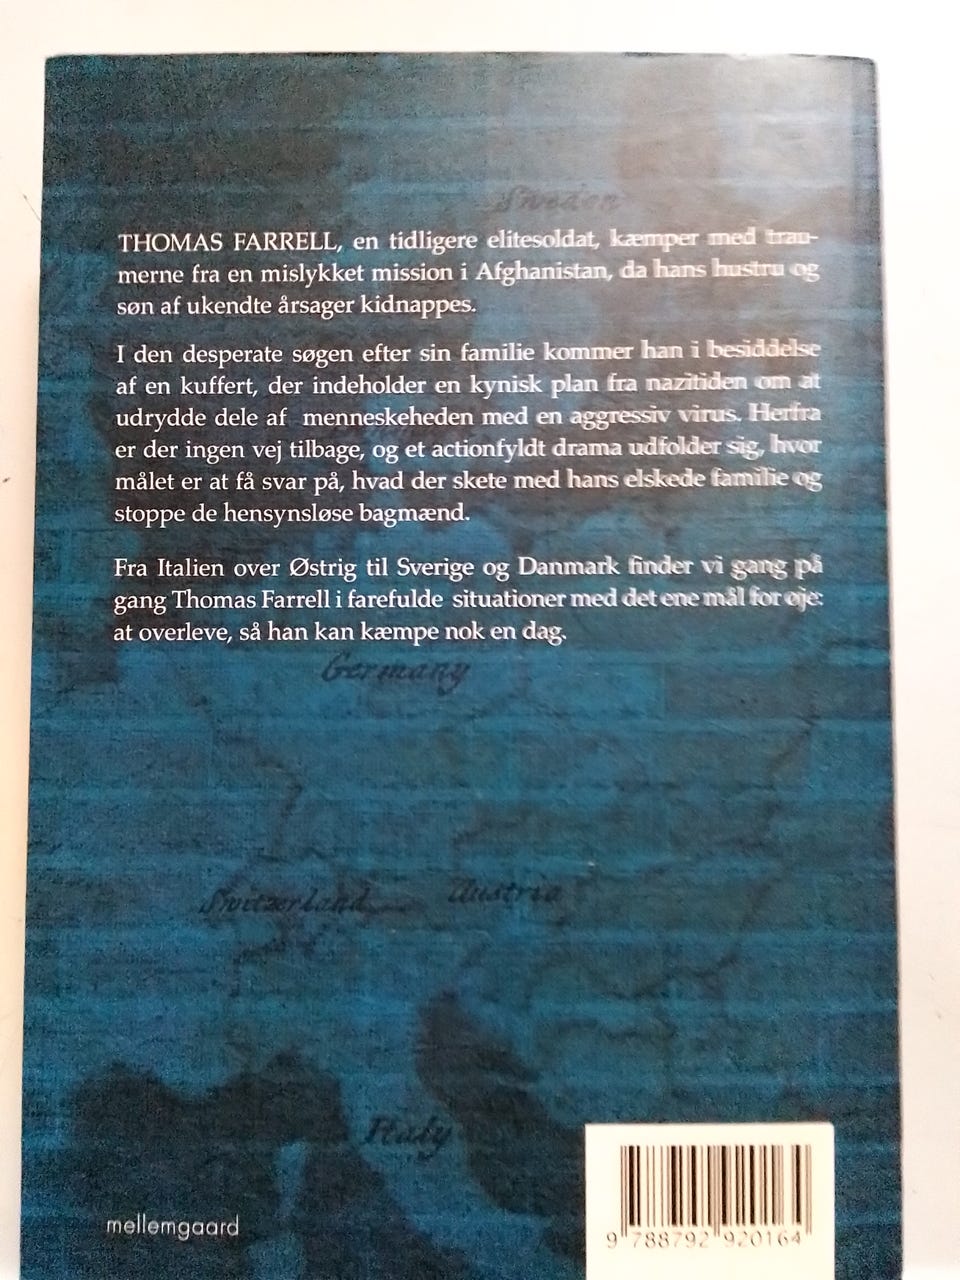 Sweden
THOMAS FARRELL, en tidligere elitesoldat, kæmper med trau-
merne fra en mislykket mission i Afghanistan, da hans hustru og
søn af ukendte årsager kidnappes.
I den desperate søgen efter sin familie kommer han i besiddelse
af en kuffert, der indeholder en kynisk plan fra nazitiden om at
udrydde dele af menneskeheden med en aggressiv virus. Herfra
er der ingen vej tilbage, og et actionfyldt drama udfolder sig, hvor
målet er at få svar på, hvad der skete med hans elskede familie og
stoppe de hensynsløse bagmænd.
Fra Italien over Østrig til Sverige og Danmark finder vi gang på
gang Thomas Farrell i farefulde situationer med det ene mål for øje:
at overleve, så han kan kæmpe nok en dag.
Germany
Switzerland
Austria
Italy
mellemgaard
9 788792 920164